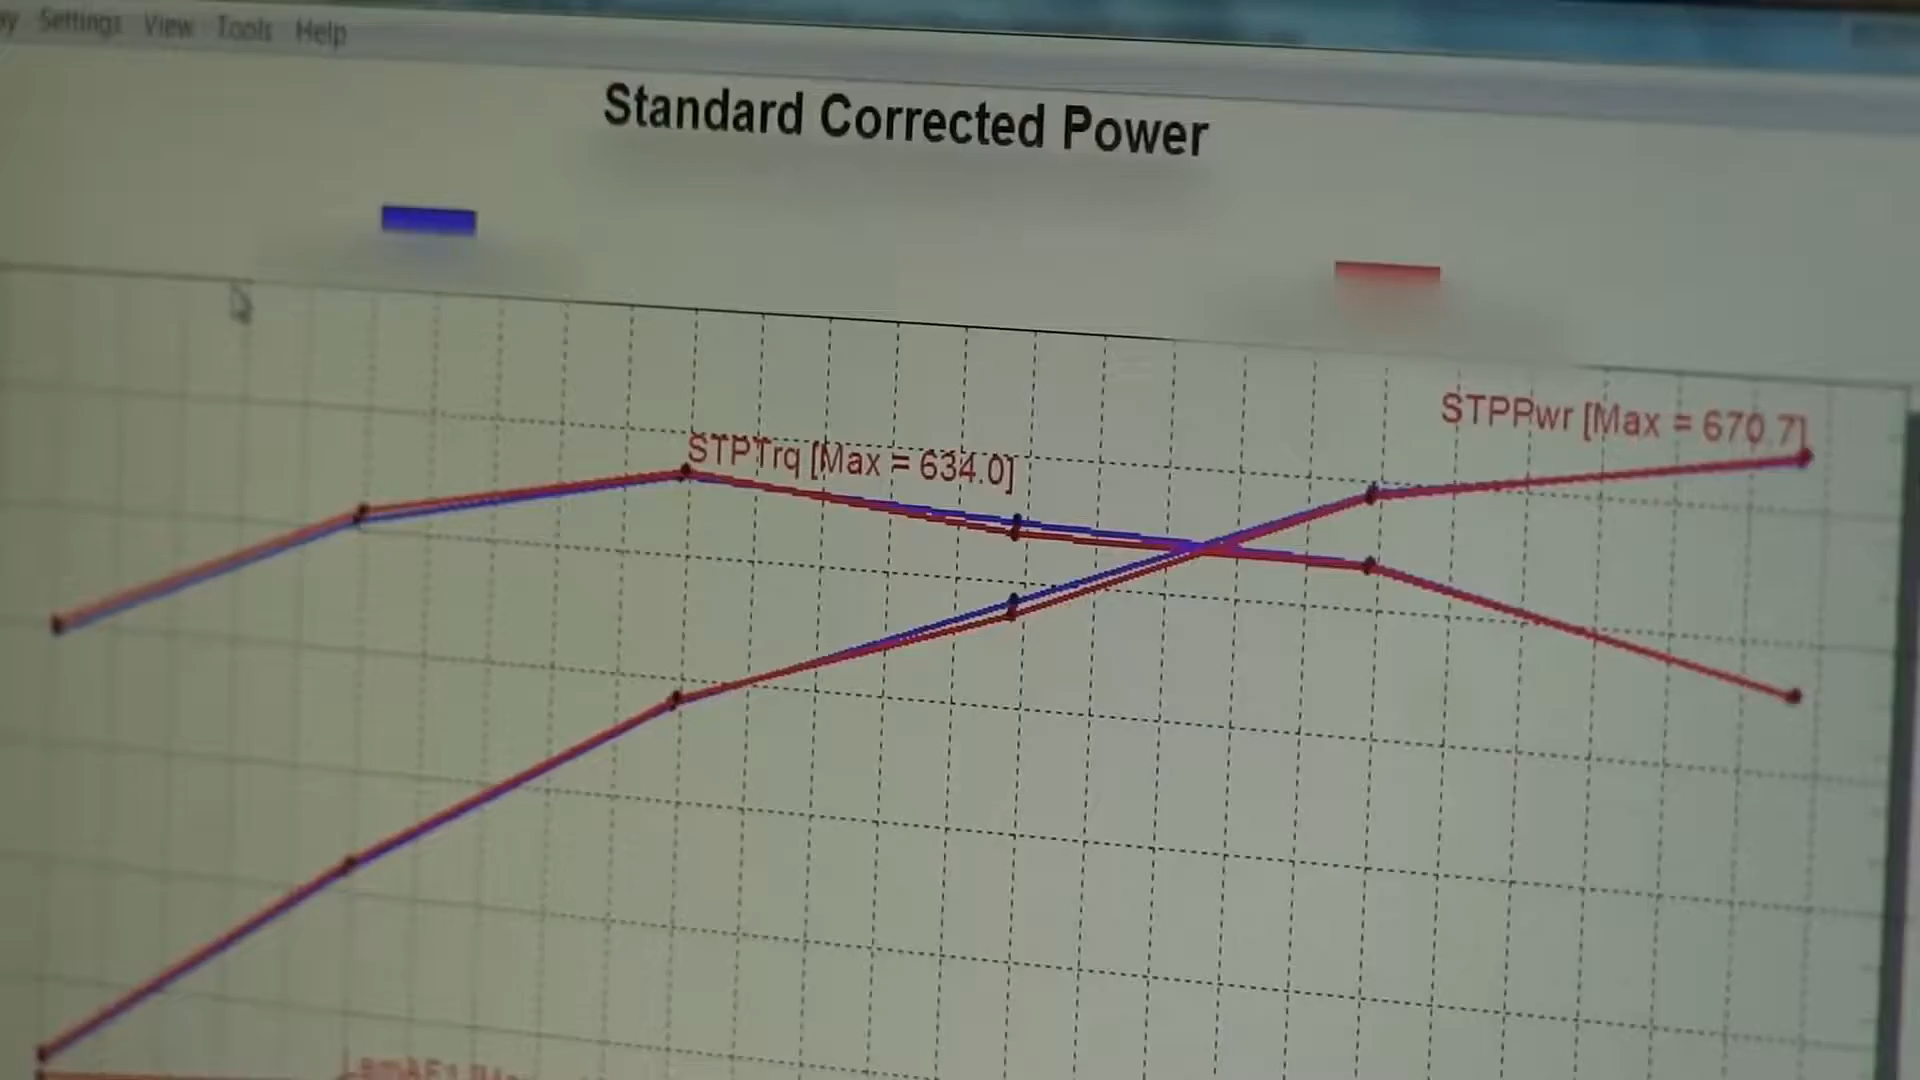 Settings View Tools Help
Standard Corrected Power
STPPwr [Max = 670.7]
STPTrq [Max = 634.0]